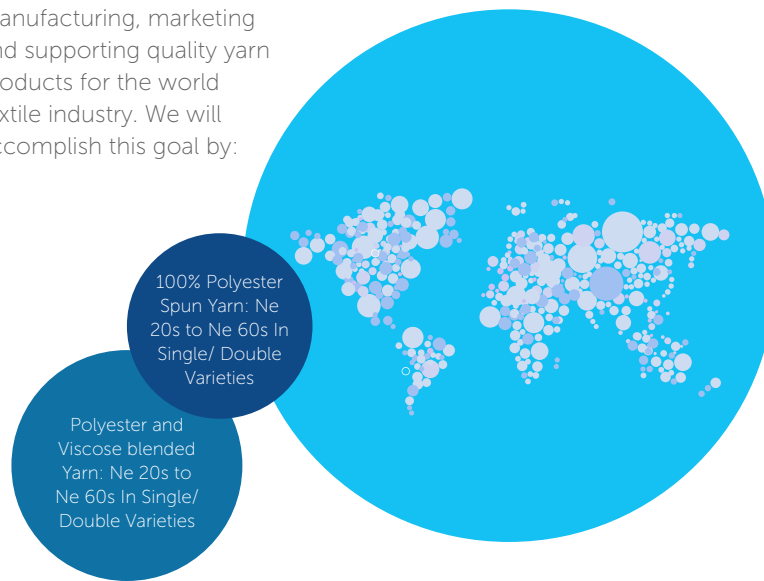 anufacturing, marketing
nd supporting quality yarn
oducts for the world
xtile industry. We will
ccomplish this goal by:
100% Polyester
Spun Yarn: Ne
20s to Ne 60s In
Single/ Double
Varieties
Polyester and
Viscose blended
Yarn: Ne 20s to
Ne 60s In Single/
Double Varieties